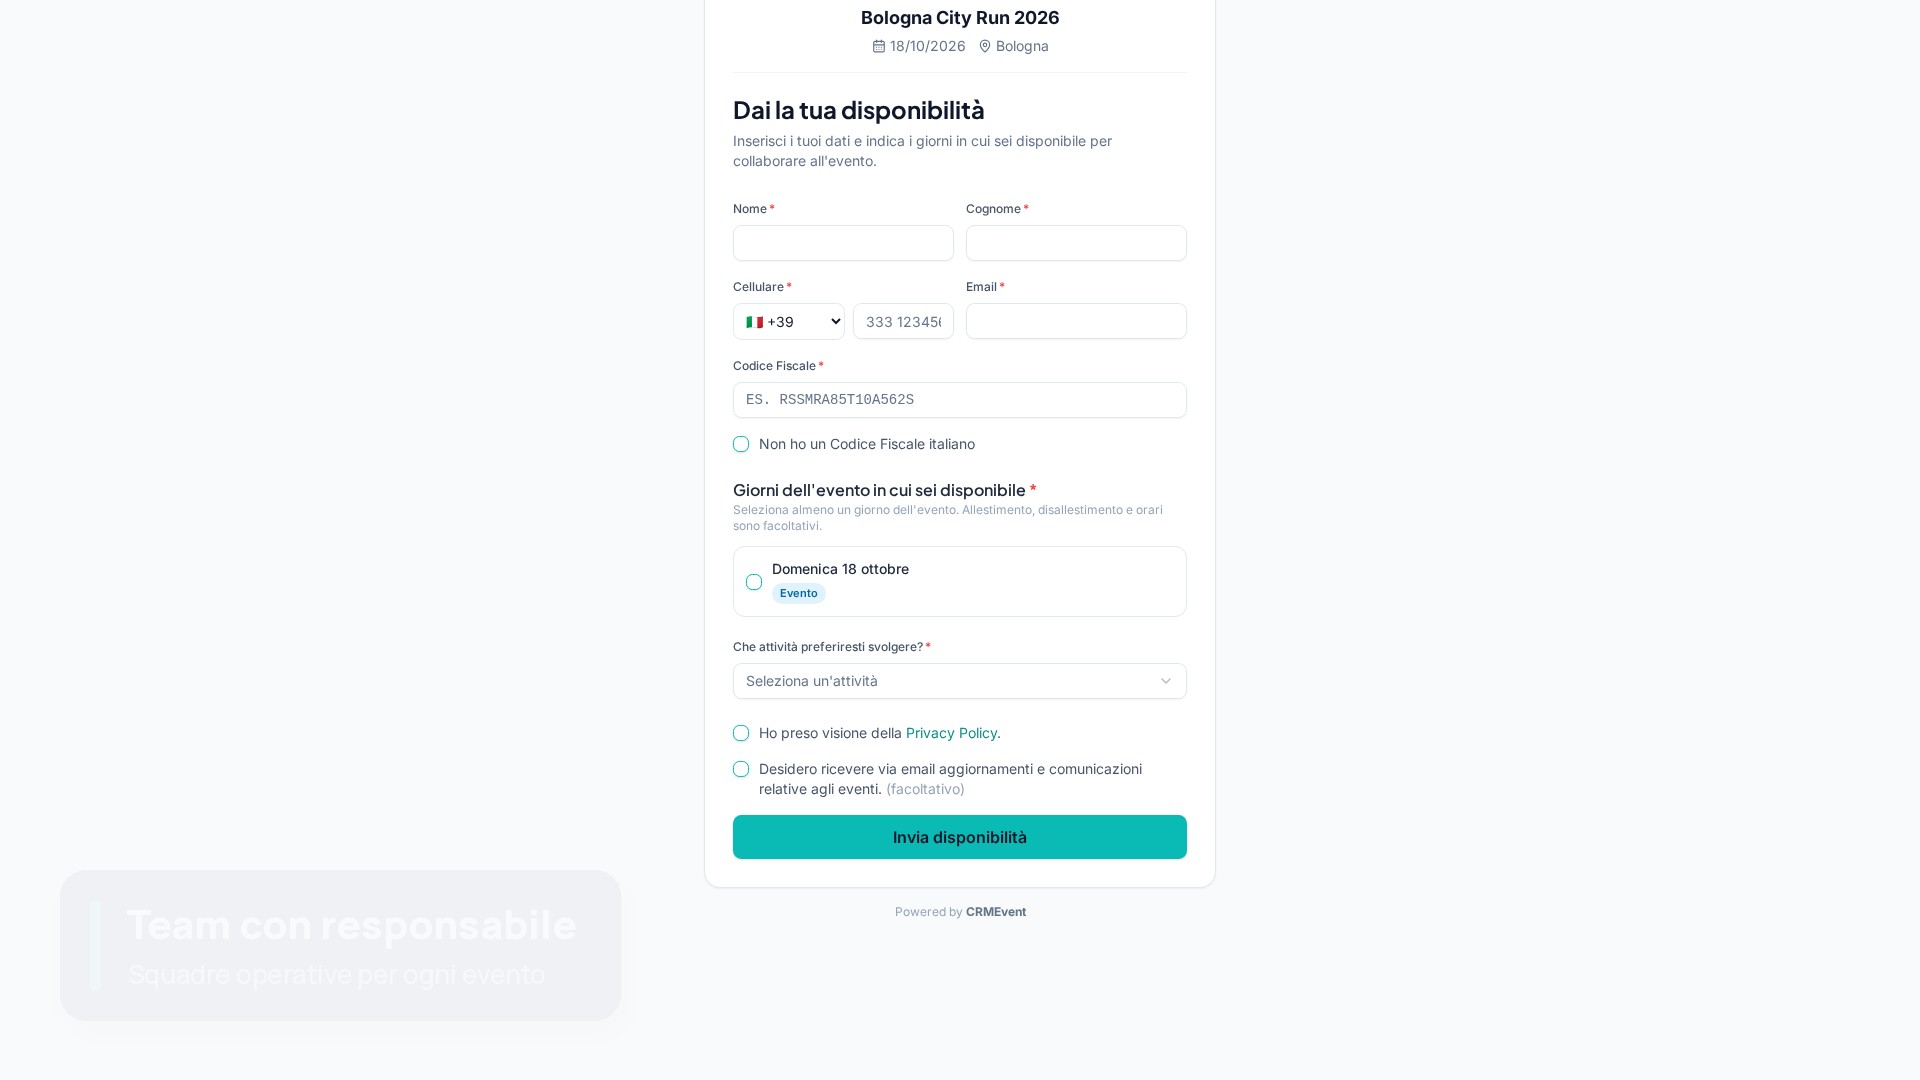 Bologna City Run 2026
18/10/2026 Bologna
Dai la tua disponibilità
Inserisci i tuoi dati e indica i giorni in cui sei disponibile per
collaborare all'evento.
Nome * Cognome *
Cellulare * Email *
🇮🇹 +39 333 123456
Codice Fiscale *
ES. RSSMRA85T10A562S
Non ho un Codice Fiscale italiano
Giorni dell'evento in cui sei disponibile *
Seleziona almeno un giorno dell'evento. Allestimento, disallestimento e orari
sono facoltativi.
Domenica 18 ottobre
Evento
Che attività preferiresti svolgere? *
Seleziona un'attività
Ho preso visione della Privacy Policy.
Desidero ricevere via email aggiornamenti e comunicazioni
relative agli eventi. (facoltativo)
Invia disponibilità
Powered by CRMEvent
Team con responsabile
Squadre operative per ogni evento